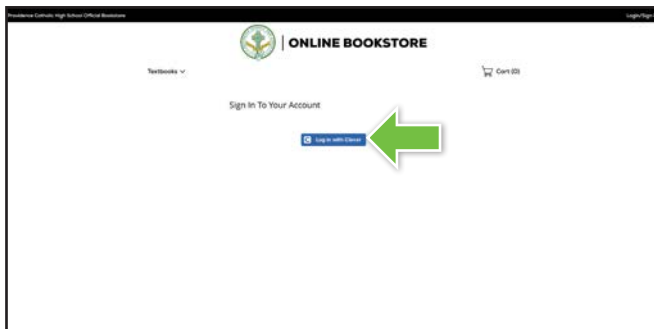 Providence Catholic High School Official Bookstore
Login/Sign
ONLINE BOOKSTORE
Textbooks
Cart (0)
Sign In To Your Account
Log in with Clever